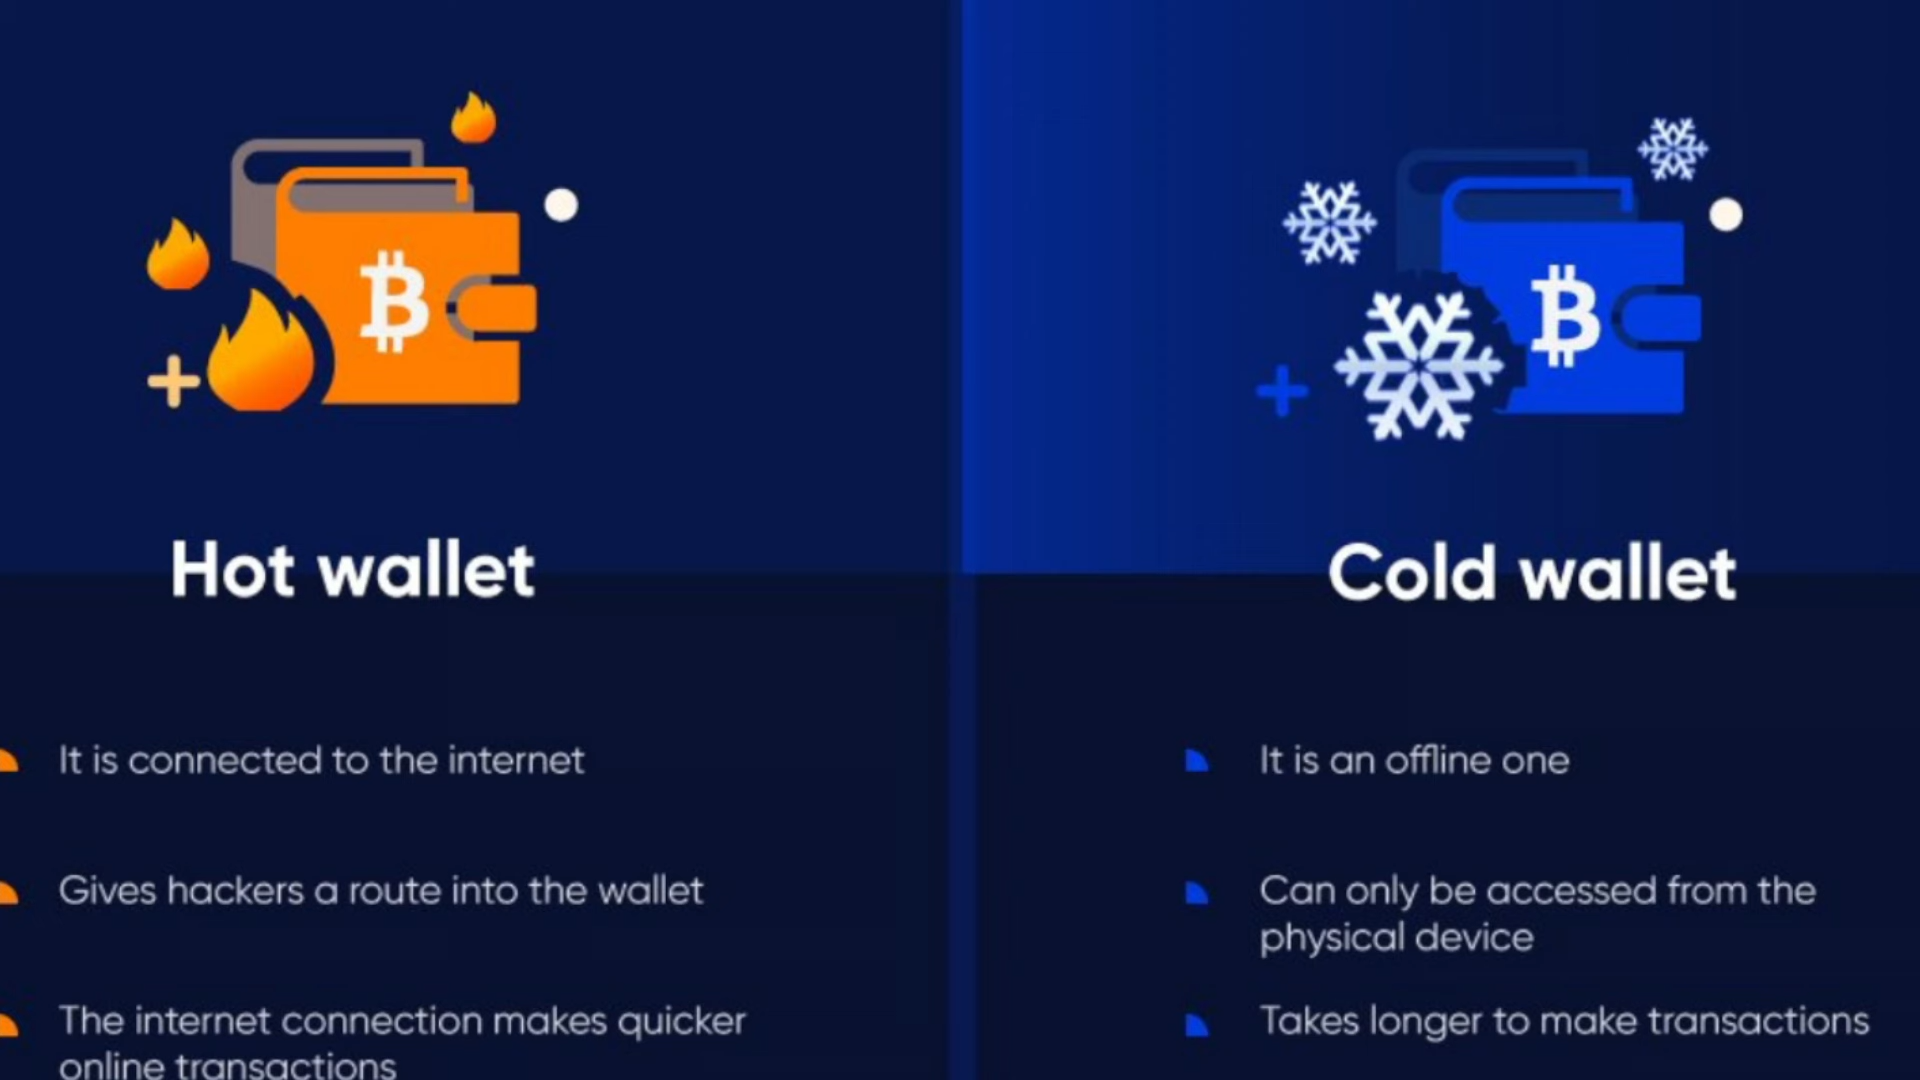 Hot wallet
It is connected to the internet
Gives hackers a route into the wallet
The internet connection makes quicker
online transactions
Cold wallet
It is an offline one
Can only be accessed from the
physical device
Takes longer to make transactions